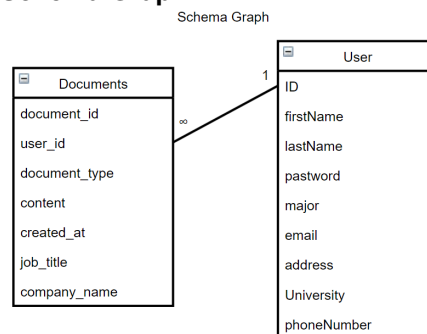 Schema Graph
Documents
document_id
user_id
document_type
content
created_at
job_title
company_name
∞
1
User
ID
firstName
lastName
pastword
major
email
address
University
phoneNumber